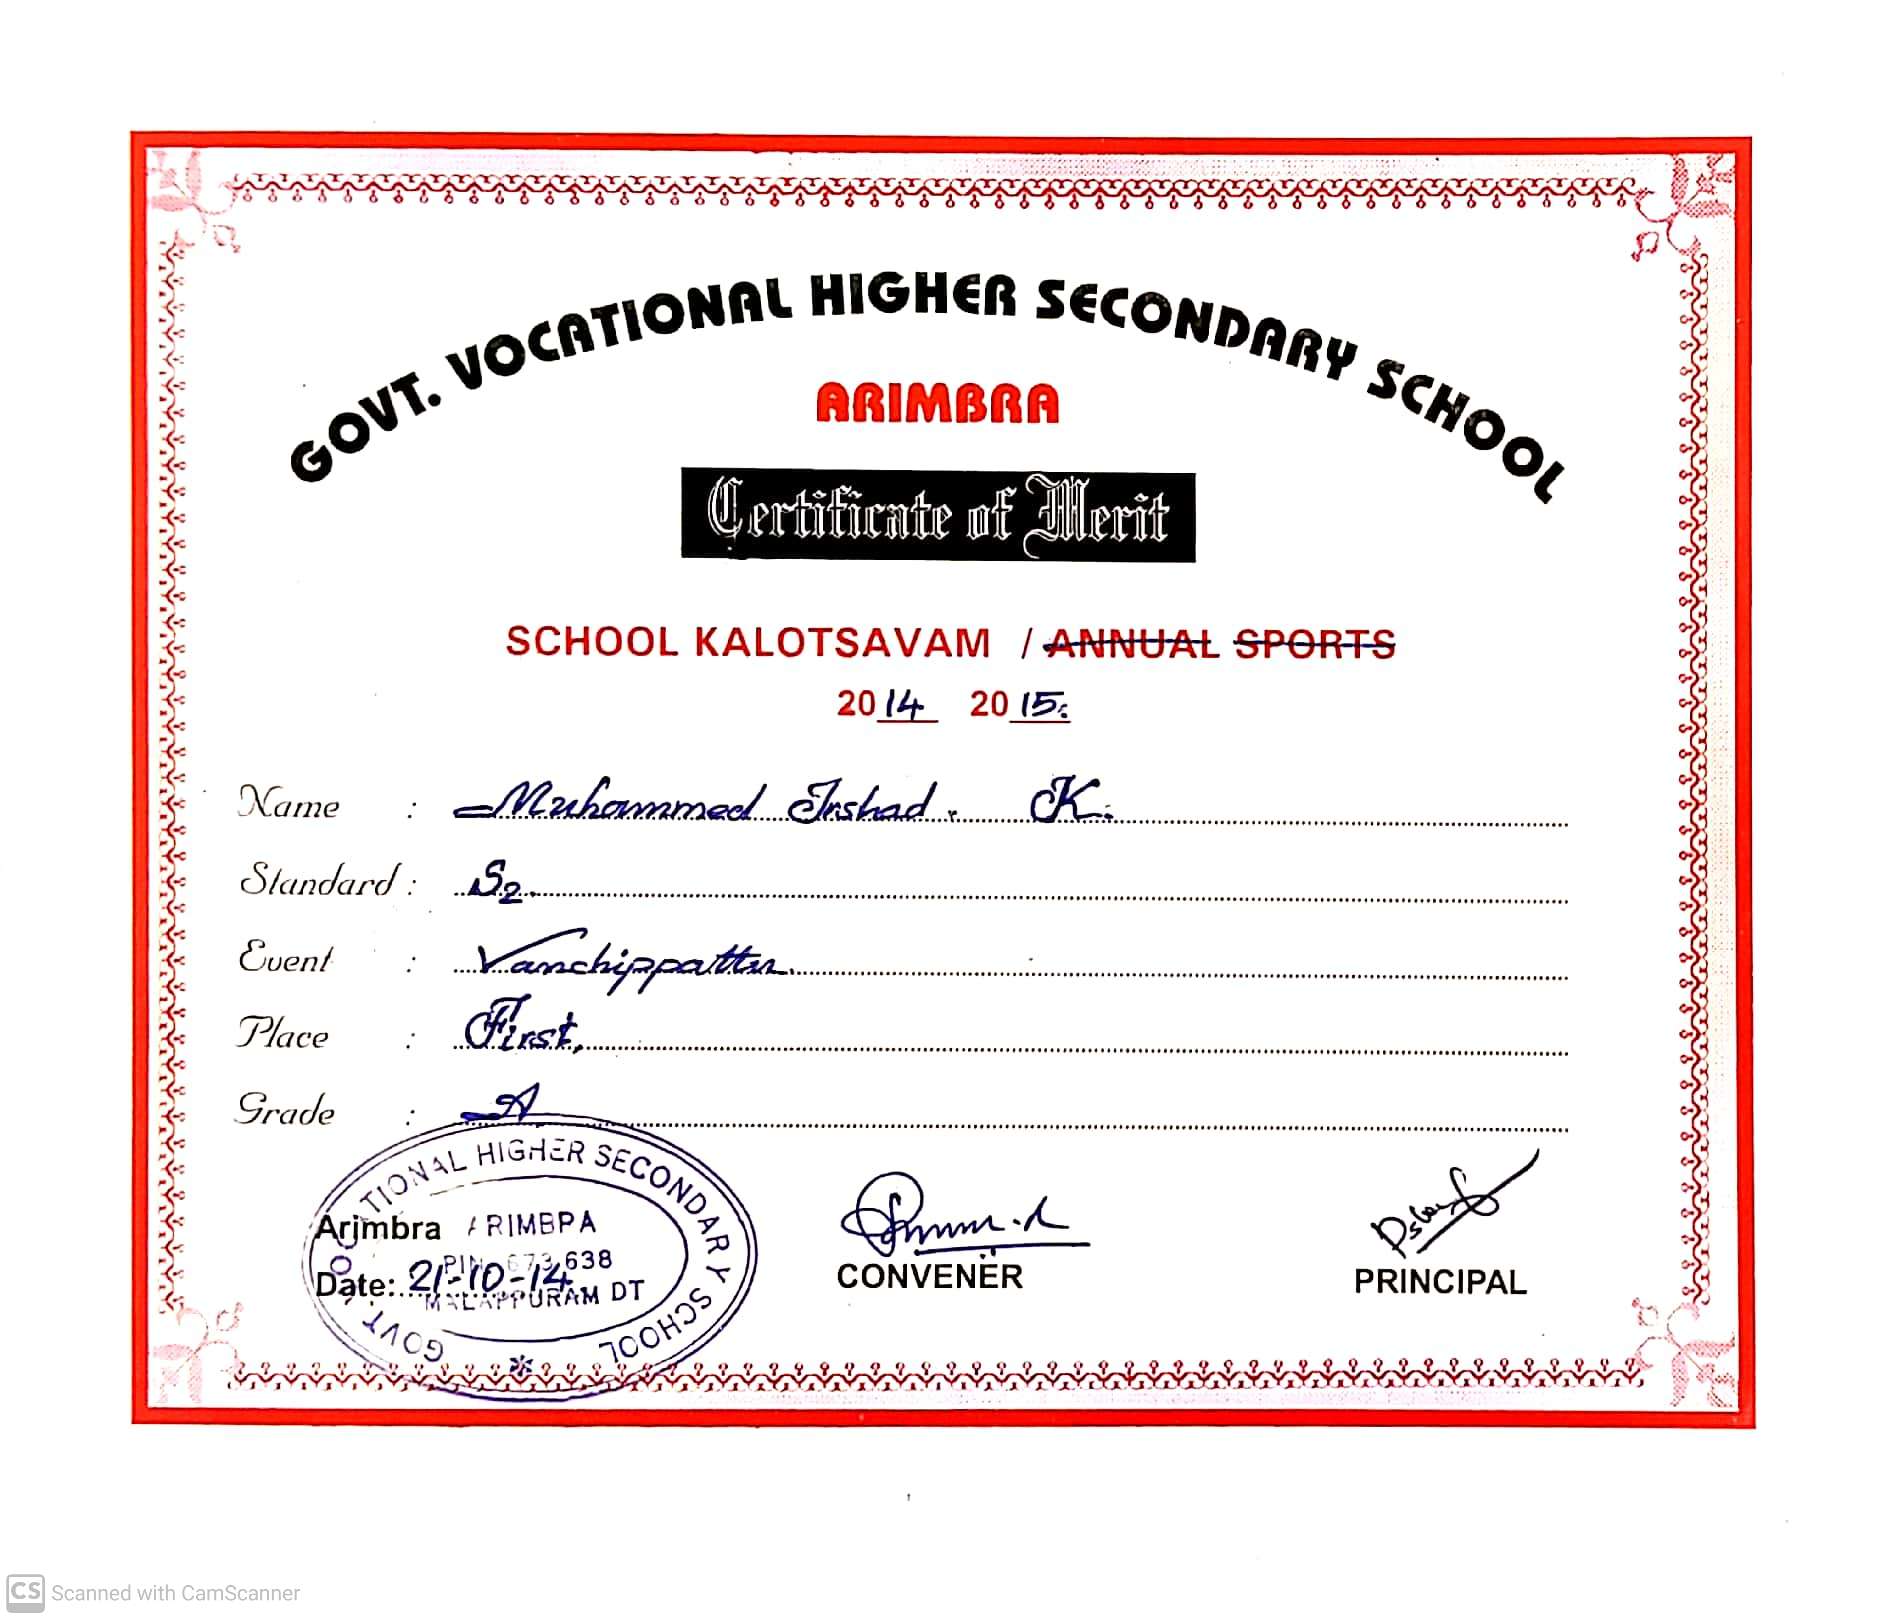 GOVT. VOCATIONAL HIGHER SECONDARY SCHOOL
ARIMBRA
Certificate of Merit
SCHOOL KALOTSAVAM / ANNUAL SPORTS
2014 2015.
Name : Muhammed Irshad. K.
Standard : S2.
Event : Vanchippattu.
Place : First,
Grade : A
GOVT VOCATIONAL HIGHER SECONDARY SCHOOL
Arimbra ARIMBRA
PIN 673 638
Date: 21-10-14
MALAPPURAM DT
CONVENER
PRINCIPAL
CS Scanned with CamScanner